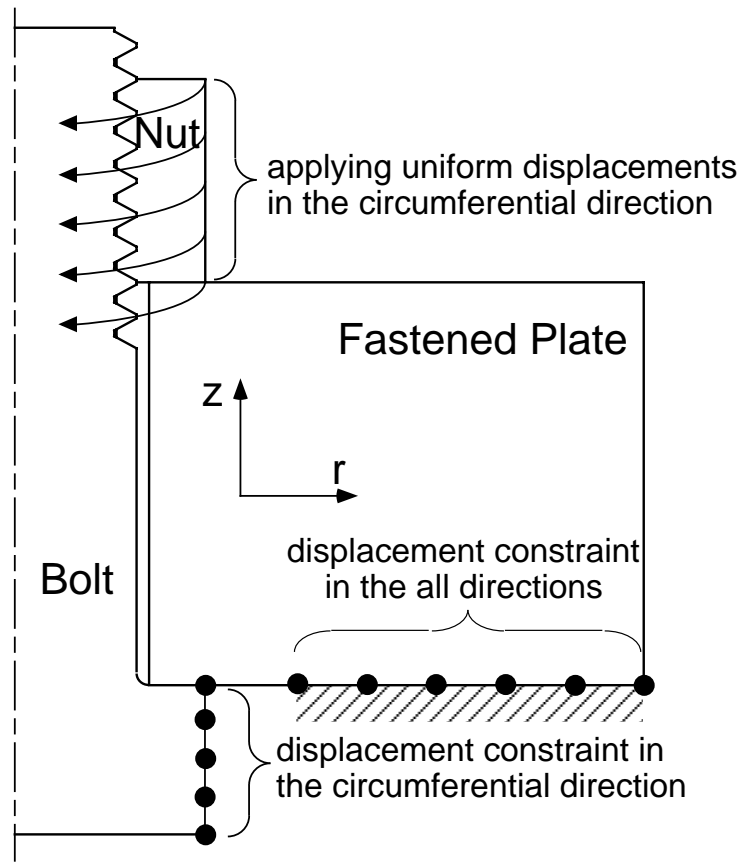 Nut
applying uniform displacements
in the circumferential direction
Fastened Plate
z
r
displacement constraint
in the all directions
Bolt
displacement constraint in
the circumferential direction